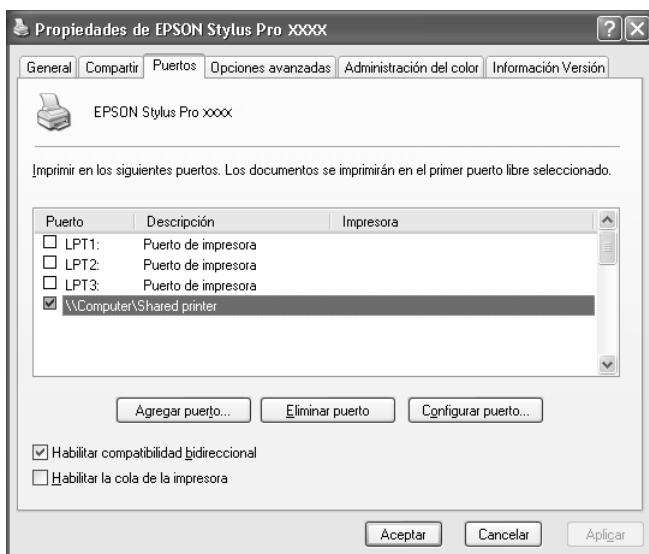 Propiedades de EPSON Stylus Pro XXXX
General Compartir Puertos Opciones avanzadas Administración del color Información Versión
EPSON Stylus Pro xxxx
Imprimir en los siguientes puertos. Los documentos se imprimirán en el primer puerto libre seleccionado.
Puerto Descripción Impresora
LPT1: Puerto de impresora
LPT2: Puerto de impresora
LPT3: Puerto de impresora
\\Computer\Shared printer
Agregar puerto... Eliminar puerto Configurar puerto...
Habilitar compatibilidad bidireccional
Habilitar la cola de la impresora
Aceptar Cancelar Aplicar